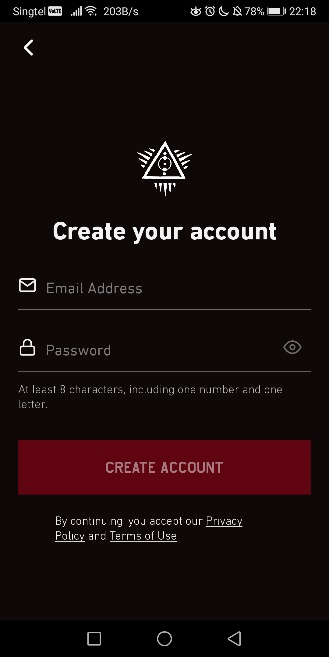 Singtel VoLTE 203B/s 78% 22:18
Create your account
Email Address
Password
At least 8 characters, including one number and one
letter.
CREATE ACCOUNT
By continuing, you accept our Privacy
Policy and Terms of Use